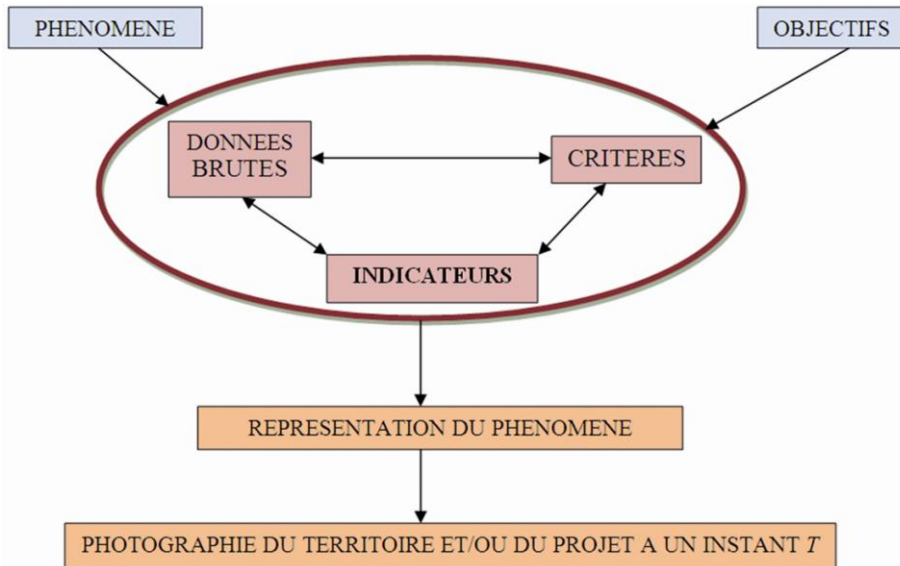 PHENOMENE
OBJECTIFS
DONNEES
BRUTES
CRITERES
INDICATEURS
REPRESENTATION DU PHENOMENE
PHOTOGRAPHIE DU TERRITOIRE ET/OU DU PROJET A UN INSTANT T